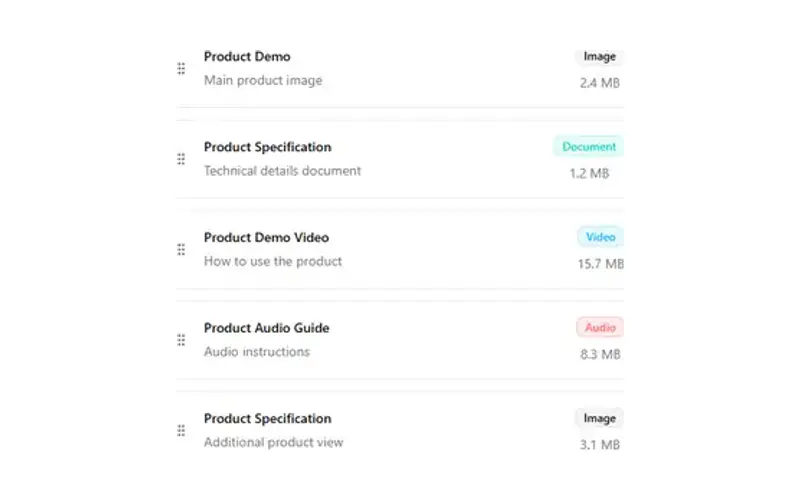 Product Demo
Image
Main product image
2.4 MB
Product Specification
Document
Technical details document
1.2 MB
Product Demo Video
Video
How to use the product
15.7 MB
Product Audio Guide
Audio
Audio instructions
8.3 MB
Product Specification
Image
Additional product view
3.1 MB